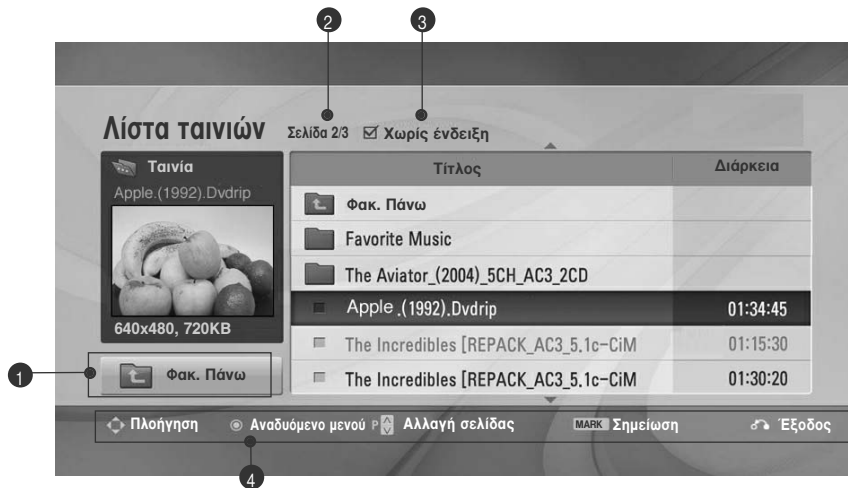 2 3
Λίστα ταινιών Σελίδα 2/3 Χωρίς ένδειξη
Ταινία
Apple.(1992).Dvdrip
640x480, 720KB
1 Φακ. Πάνω
Τίτλος Διάρκεια
Φακ. Πάνω
Favorite Music
The Aviator_(2004)_5CH_AC3_2CD
Apple .(1992).Dvdrip 01:34:45
The Incredibles [REPACK_AC3_5.1c-CiM 01:15:30
The Incredibles [REPACK_AC3_5.1c-CiM 01:30:20
Πλοήγηση Αναδυόμενο μενού P Αλλαγή σελίδας MARK Σημείωση Έξοδος
4